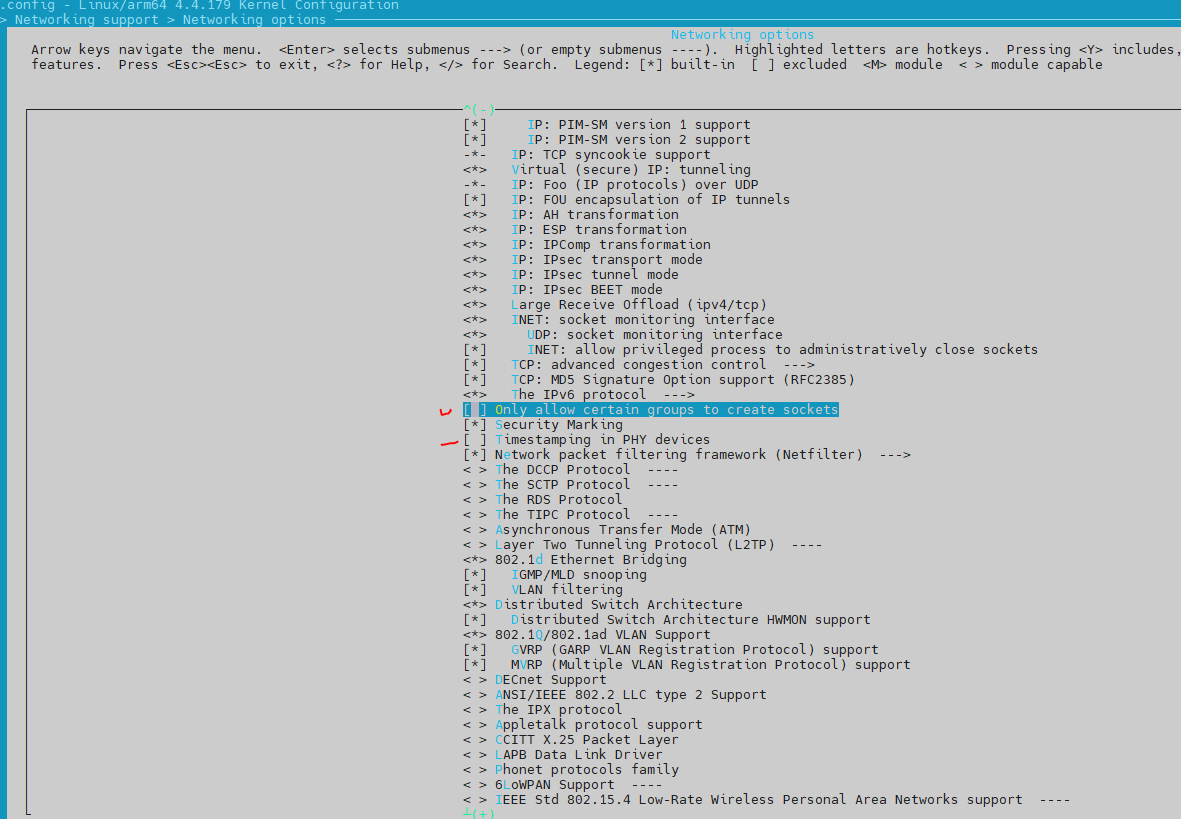 .config - Linux/arm64 4.4.179 Kernel Configuration
> Networking support > Networking options
Networking options
Arrow keys navigate the menu.  <Enter> selects submenus ---> (or empty submenus ----).  Highlighted letters are hotkeys.  Pressing <Y> includes,
features.  Press <Esc><Esc> to exit, <?> for Help, </> for Search.  Legend: [*] built-in  [ ] excluded  <M> module  < > module capable
^(-)
[*]     IP: PIM-SM version 1 support
[*]     IP: PIM-SM version 2 support
-*-   IP: TCP syncookie support
<*>   Virtual (secure) IP: tunneling
-*-   IP: Foo (IP protocols) over UDP
[*]   IP: FOU encapsulation of IP tunnels
<*>   IP: AH transformation
<*>   IP: ESP transformation
<*>   IP: IPComp transformation
<*>   IP: IPsec transport mode
<*>   IP: IPsec tunnel mode
<*>   IP: IPsec BEET mode
<*>   Large Receive Offload (ipv4/tcp)
<*>   INET: socket monitoring interface
<*>     UDP: socket monitoring interface
[*]     INET: allow privileged process to administratively close sockets
[*]   TCP: advanced congestion control  --->
[*]   TCP: MD5 Signature Option support (RFC2385)
<*>   The IPv6 protocol  --->
[ ] Only allow certain groups to create sockets
[*] Security Marking
[ ] Timestamping in PHY devices
[*] Network packet filtering framework (Netfilter)  --->
< > The DCCP Protocol  ----
< > The SCTP Protocol  ----
< > The RDS Protocol
< > The TIPC Protocol  ----
< > Asynchronous Transfer Mode (ATM)
< > Layer Two Tunneling Protocol (L2TP)  ----
<*> 802.1d Ethernet Bridging
[*]   IGMP/MLD snooping
[*]   VLAN filtering
<*> Distributed Switch Architecture
[*]   Distributed Switch Architecture HWMON support
<*> 802.1Q/802.1ad VLAN Support
[*]   GVRP (GARP VLAN Registration Protocol) support
[*]   MVRP (Multiple VLAN Registration Protocol) support
< > DECnet Support
< > ANSI/IEEE 802.2 LLC type 2 Support
< > The IPX protocol
< > Appletalk protocol support
< > CCITT X.25 Packet Layer
< > LAPB Data Link Driver
< > Phonet protocols family
< > 6LoWPAN Support  ----
< > IEEE Std 802.15.4 Low-Rate Wireless Personal Area Networks support  ----
┴(+)